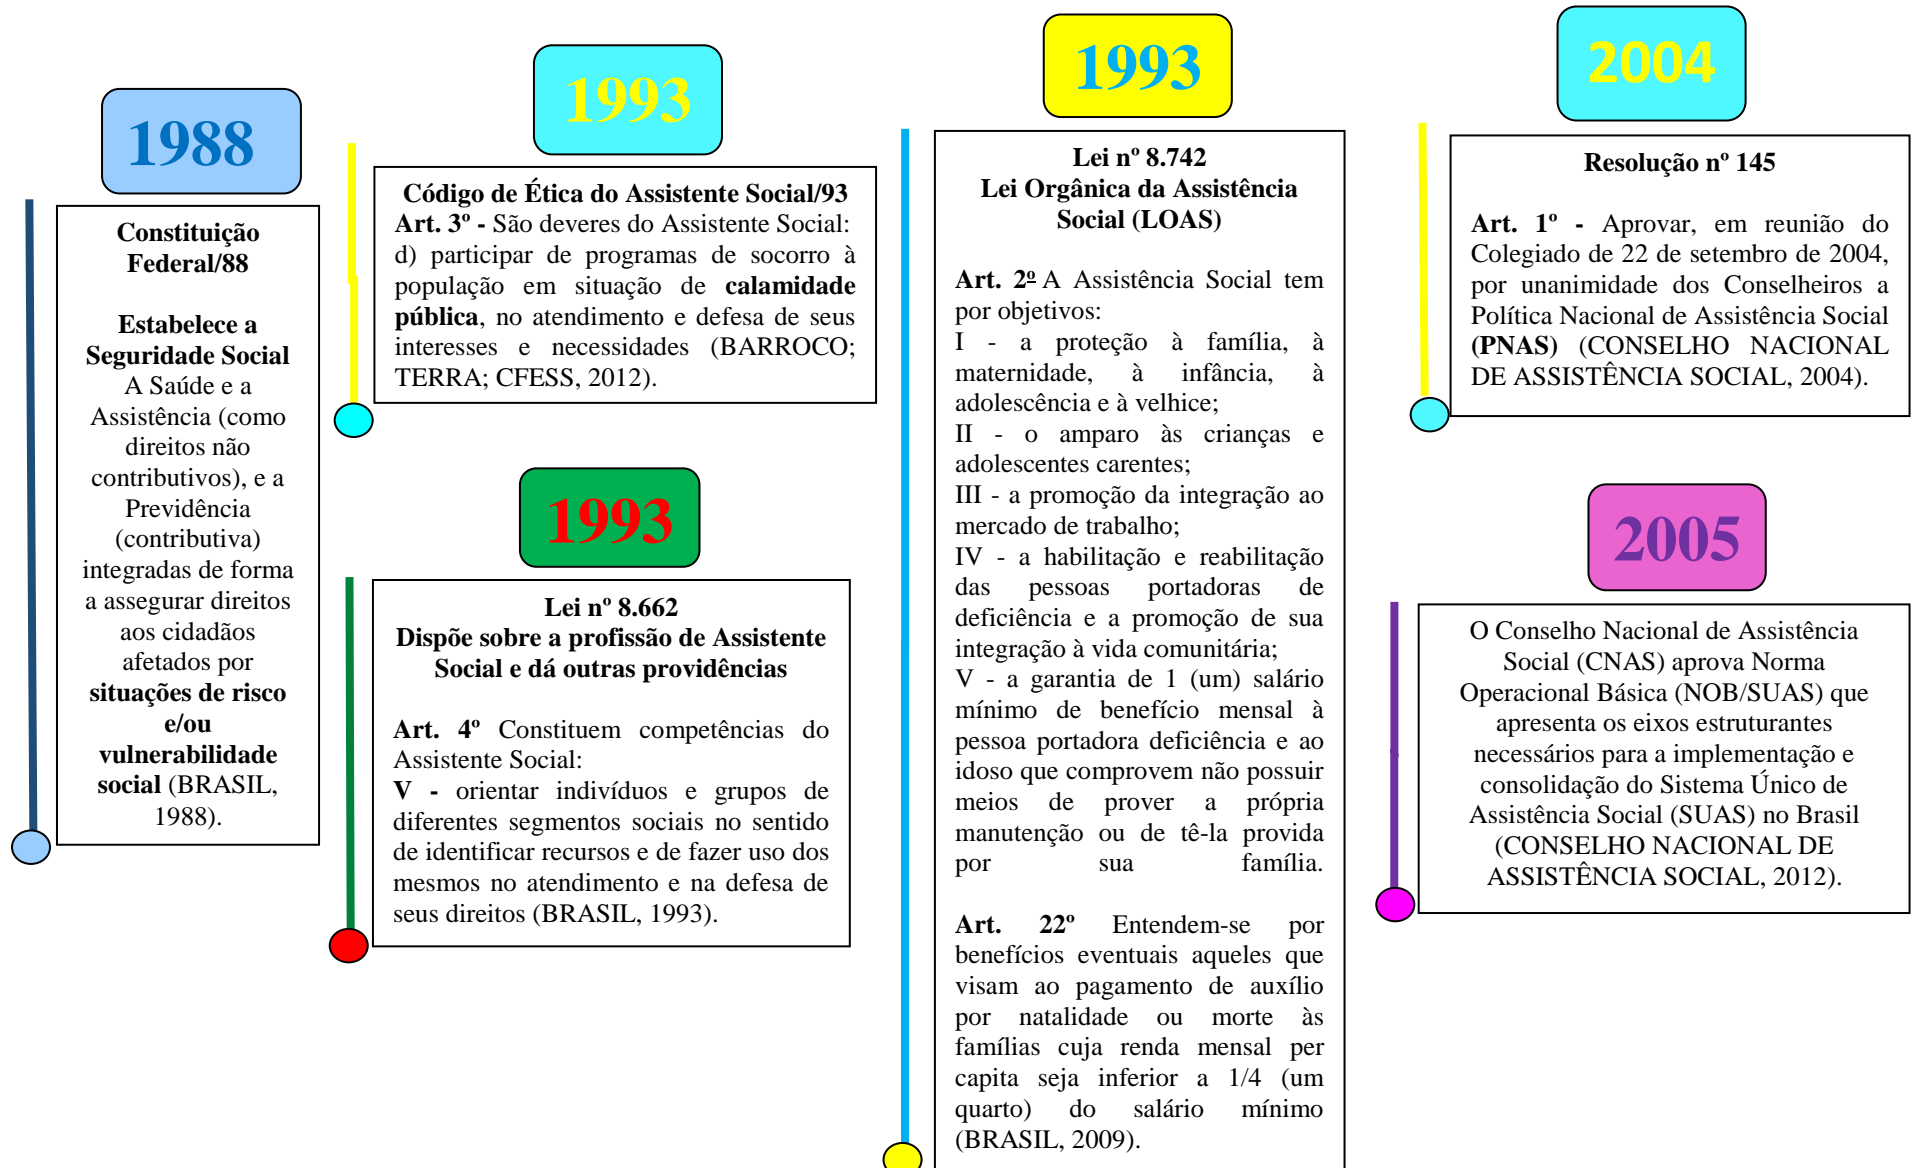 1988
Constituição
Federal/88
Estabelece a
Seguridade Social
A Saúde e a
Assistência (como
direitos não
contributivos), e a
Previdência
(contributiva)
integradas de forma
a assegurar direitos
aos cidadãos
afetados por
situações de risco
e/ou
vulnerabilidade
social (BRASIL,
1988).
1993
Código de Ética do Assistente Social/93
Art. 3º - São deveres do Assistente Social:
d) participar de programas de socorro à
população em situação de calamidade
pública, no atendimento e defesa de seus
interesses e necessidades (BARROCO;
TERRA; CFESS, 2012).
1993
Lei nº 8.662
Dispõe sobre a profissão de Assistente
Social e dá outras providências
Art. 4º Constituem competências do
Assistente Social:
V - orientar indivíduos e grupos de
diferentes segmentos sociais no sentido
de identificar recursos e de fazer uso dos
mesmos no atendimento e na defesa de
seus direitos (BRASIL, 1993).
1993
Lei nº 8.742
Lei Orgânica da Assistência
Social (LOAS)
Art. 2º A Assistência Social tem
por objetivos:
I - a proteção à família, à
maternidade, à infância, à
adolescência e à velhice;
II - o amparo às crianças e
adolescentes carentes;
III - a promoção da integração ao
mercado de trabalho;
IV - a habilitação e reabilitação
das pessoas portadoras de
deficiência e a promoção de sua
integração à vida comunitária;
V - a garantia de 1 (um) salário
mínimo de benefício mensal à
pessoa portadora deficiência e ao
idoso que comprovem não possuir
meios de prover a própria
manutenção ou de tê-la provida
por sua família.
Art. 22º Entendem-se por
benefícios eventuais aqueles que
visam ao pagamento de auxílio
por natalidade ou morte às
famílias cuja renda mensal per
capita seja inferior a 1/4 (um
quarto) do salário mínimo
(BRASIL, 2009).
2004
Resolução nº 145
Art. 1º - Aprovar, em reunião do
Colegiado de 22 de setembro de 2004,
por unanimidade dos Conselheiros a
Política Nacional de Assistência Social
(PNAS) (CONSELHO NACIONAL
DE ASSISTÊNCIA SOCIAL, 2004).
2005
O Conselho Nacional de Assistência
Social (CNAS) aprova Norma
Operacional Básica (NOB/SUAS) que
apresenta os eixos estruturantes
necessários para a implementação e
consolidação do Sistema Único de
Assistência Social (SUAS) no Brasil
(CONSELHO NACIONAL DE
ASSISTÊNCIA SOCIAL, 2012).